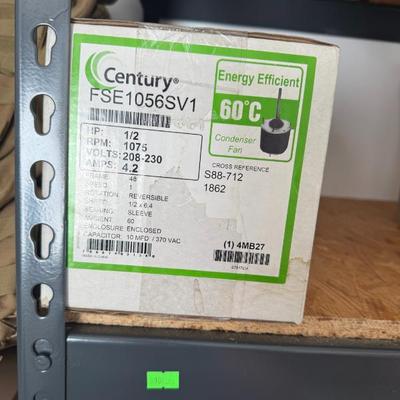 Century®
FSE1056SV1
Energy Efficient
60°C
Condenser
Fan
HP: 1/2
RPM: 1075
VOLTS: 208-230
AMPS: 4.2
CROSS REFERENCE
S88-712
1862
FRAME: 48
SPEED: 1
ROTATION: REVERSIBLE
1/2 x 6.4
BEARING: SLEEVE
AMBIENT: 60
ENCLOSURE: ENCLOSED
CAPACITOR: 10 MFD / 370 VAC
(1) 4MB27